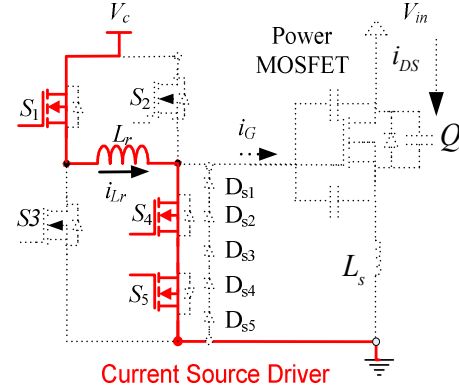 V_c
V_in
Power
MOSFET
i_DS
S_1
S_2
L_r
i_G
Q
i_Lr
D_s1
S3
S_4
D_s2
D_s3
L_s
S_5
D_s4
D_s5
Current Source Driver